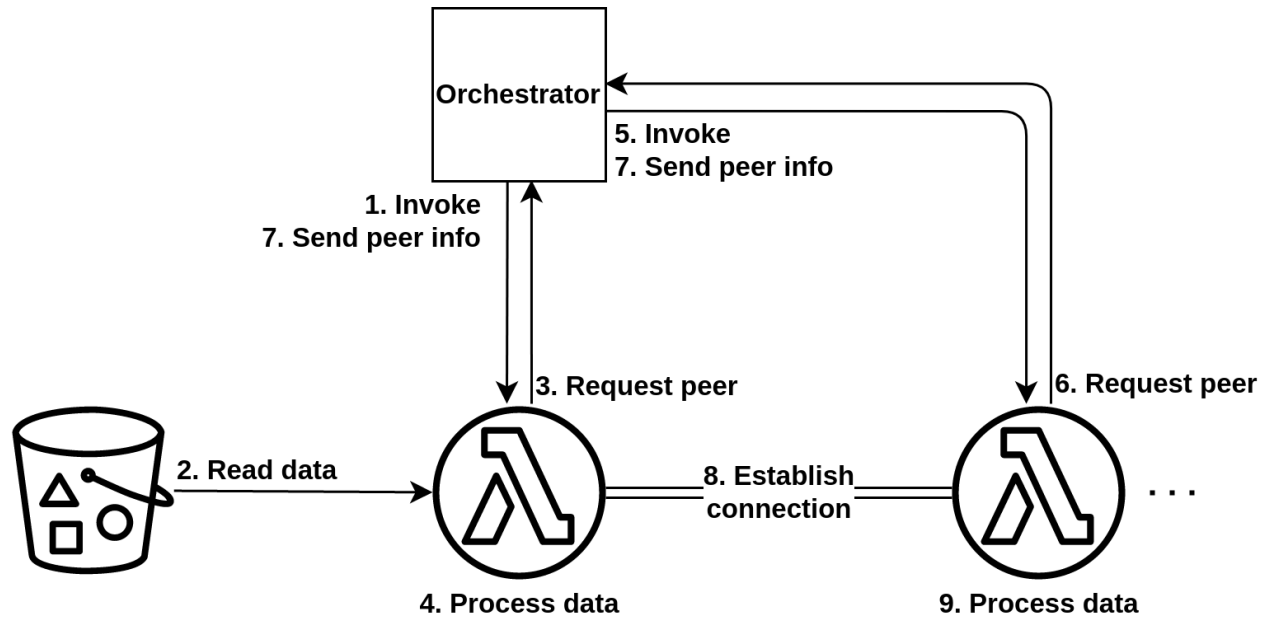 Orchestrator
5. Invoke
7. Send peer info
1. Invoke
7. Send peer info
3. Request peer
6. Request peer
2. Read data
8. Establish
connection
. . .
4. Process data
9. Process data